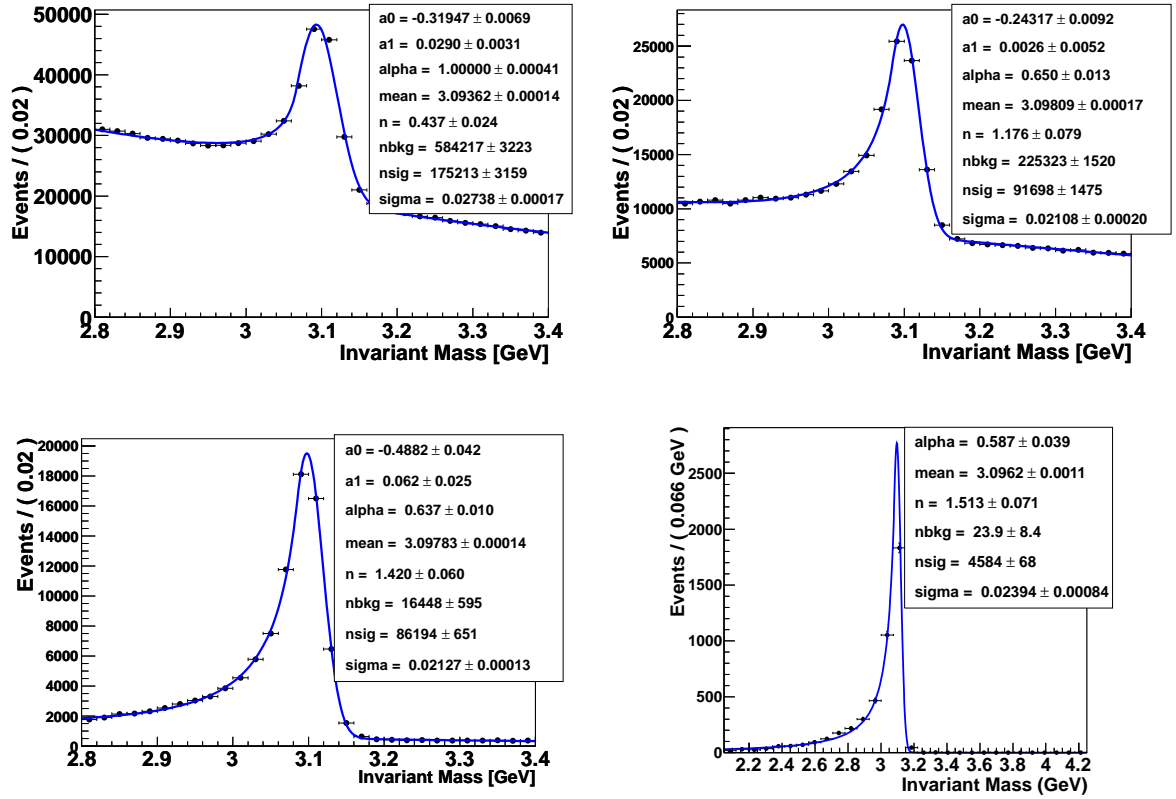 Events / ( 0.02 )
50000
40000
30000
20000
10000
0
2.8 2.9 3 3.1 3.2 3.3 3.4
Invariant Mass [GeV]
a0 = -0.31947 ± 0.0069
a1 = 0.0290 ± 0.0031
alpha = 1.00000 ± 0.00041
mean = 3.09362 ± 0.00014
n = 0.437 ± 0.024
nbkg = 584217 ± 3223
nsig = 175213 ± 3159
sigma = 0.02738 ± 0.00017
Events / ( 0.02 )
25000
20000
15000
10000
5000
0
2.8 2.9 3 3.1 3.2 3.3 3.4
Invariant Mass [GeV]
a0 = -0.24317 ± 0.0092
a1 = 0.0026 ± 0.0052
alpha = 0.650 ± 0.013
mean = 3.09809 ± 0.00017
n = 1.176 ± 0.079
nbkg = 225323 ± 1520
nsig = 91698 ± 1475
sigma = 0.02108 ± 0.00020
Events / ( 0.02 )
20000
18000
16000
14000
12000
10000
8000
6000
4000
2000
0
2.8 2.9 3 3.1 3.2 3.3 3.4
Invariant Mass [GeV]
a0 = -0.4882 ± 0.042
a1 = 0.062 ± 0.025
alpha = 0.637 ± 0.010
mean = 3.09783 ± 0.00014
n = 1.420 ± 0.060
nbkg = 16448 ± 595
nsig = 86194 ± 651
sigma = 0.02127 ± 0.00013
Events / ( 0.066 GeV )
2500
2000
1500
1000
500
0
2.2 2.4 2.6 2.8 3 3.2 3.4 3.6 3.8 4 4.2
Invariant Mass (GeV)
alpha = 0.587 ± 0.039
mean = 3.0962 ± 0.0011
n = 1.513 ± 0.071
nbkg = 23.9 ± 8.4
nsig = 4584 ± 68
sigma = 0.02394 ± 0.00084